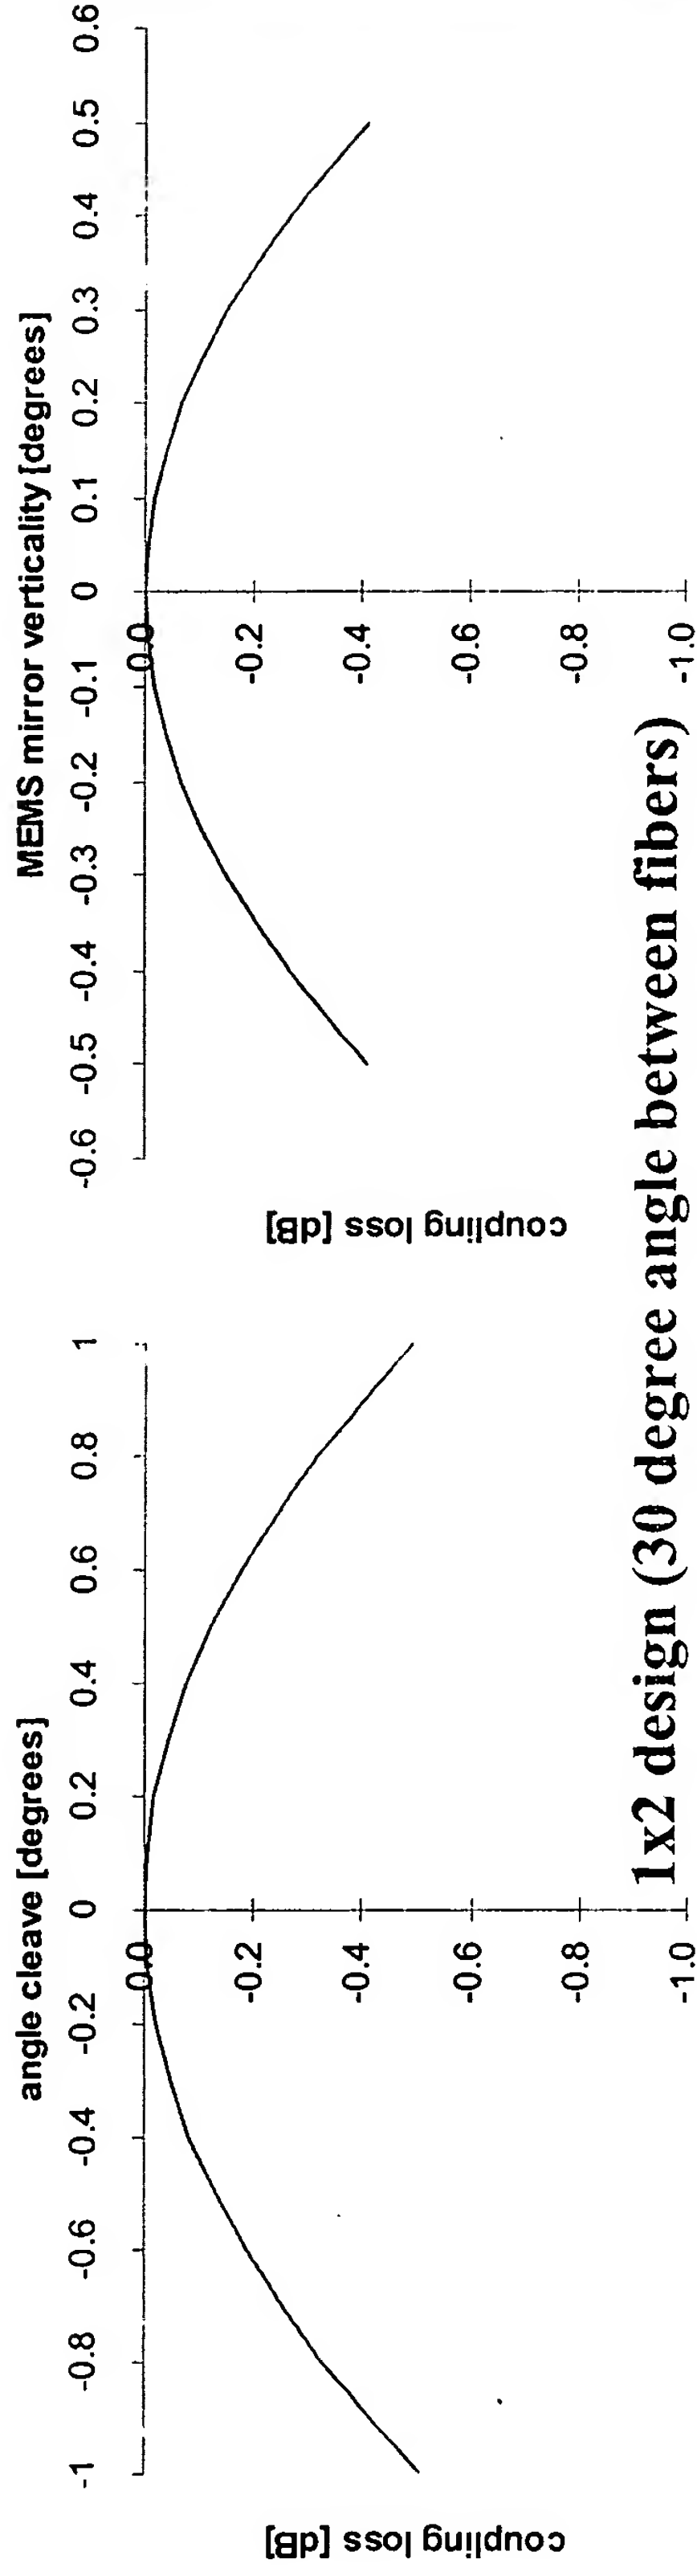 angle cleave [degrees]
-1 -0.8 -0.6 -0.4 -0.2 0 0.2 0.4 0.6 0.8 1
-0.0
-0.2
-0.4
-0.6
-0.8
-1.0
coupling loss [dB]
MEMS mirror verticality [degrees]
-0.6 -0.5 -0.4 -0.3 -0.2 -0.1 0 0.1 0.2 0.3 0.4 0.5 0.6
-0.0
-0.2
-0.4
-0.6
-0.8
-1.0
coupling loss [dB]
1x2 design (30 degree angle between fibers)